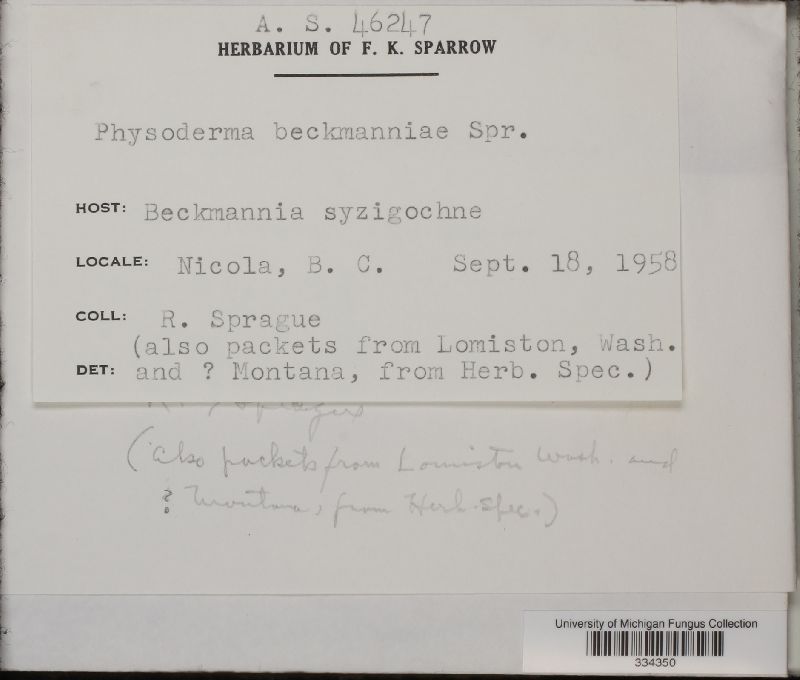 A. S. 46247
HERBARIUM OF F. K. SPARROW
Physoderma beckmanniae Spr.
HOST: Beckmannia syzigochne
LOCALE: Nicola, B. C. Sept. 18, 1958
COLL: R. Sprague
(also packets from Lomiston, Wash.
DET: and ? Montana, from Herb. Spec.)
(also packets from Lomiston Wash. and
? Montana, from Herb. Spec.)
University of Michigan Fungus Collection
334350